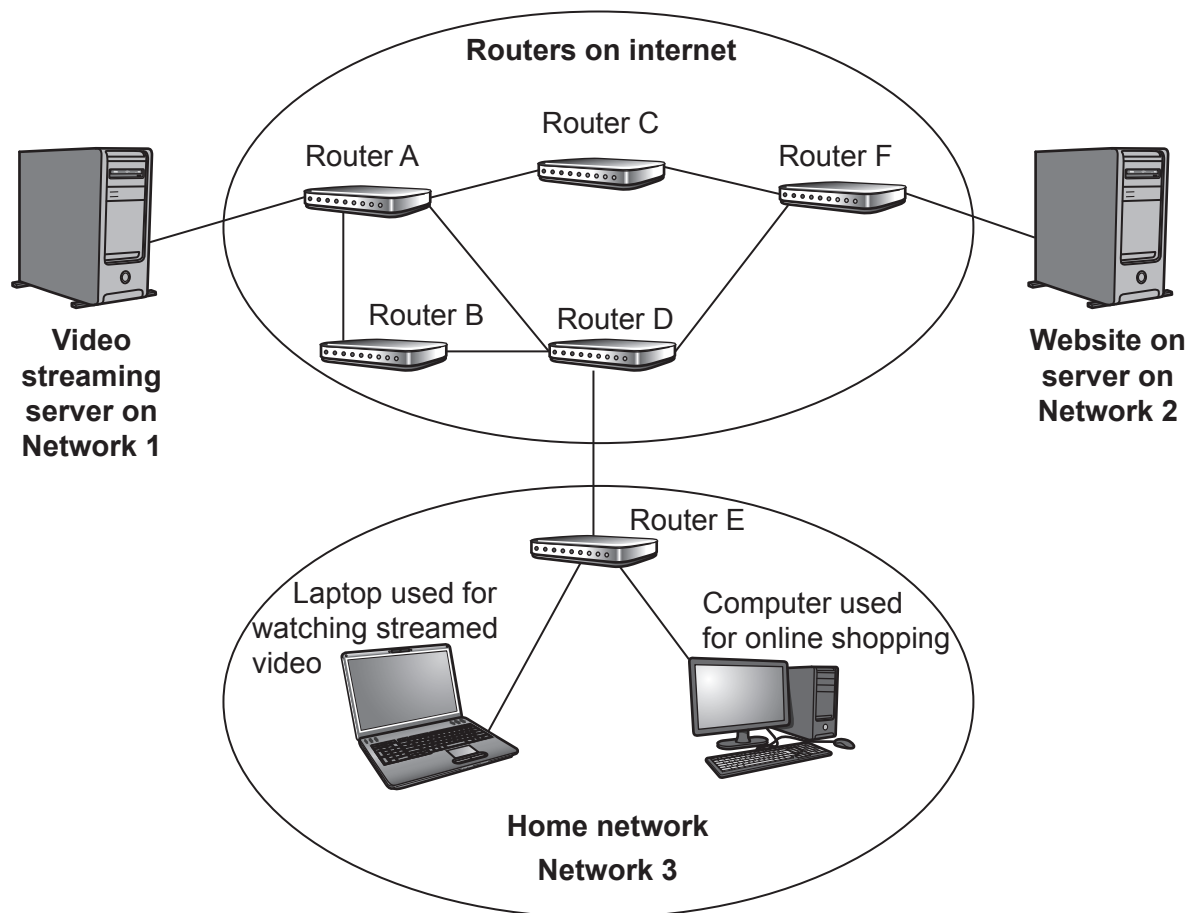 Routers on internet
Router C
Router A
Router F
Router B
Router D
Video
streaming
server on
Network 1
Website on
server on
Network 2
Router E
Laptop used for
watching streamed
video
Computer used
for online shopping
Home network
Network 3